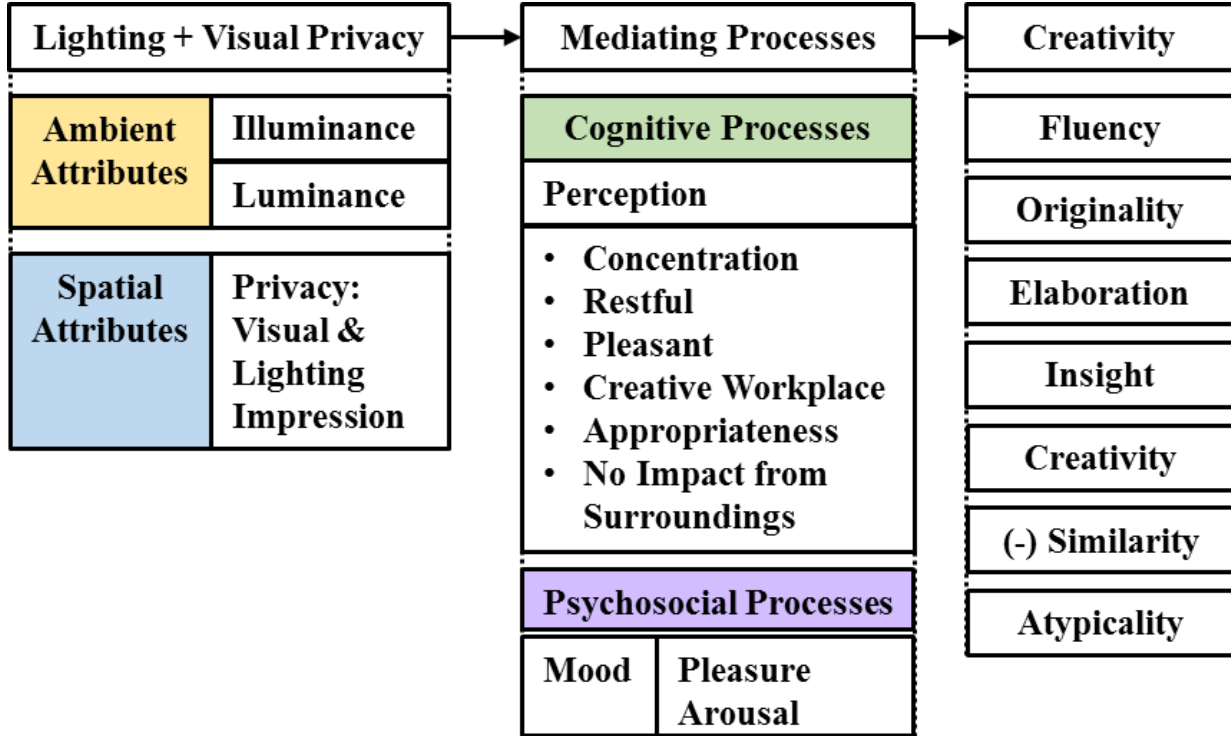 Lighting + Visual Privacy
Mediating Processes
Creativity
Ambient
Attributes
Illuminance
Luminance
Spatial
Attributes
Privacy:
Visual &
Lighting
Impression
Cognitive Processes
Perception
• Concentration
• Restful
• Pleasant
• Creative Workplace
• Appropriateness
• No Impact from
Surroundings
Psychosocial Processes
Mood
Pleasure
Arousal
Fluency
Originality
Elaboration
Insight
Creativity
(-) Similarity
Atypicality